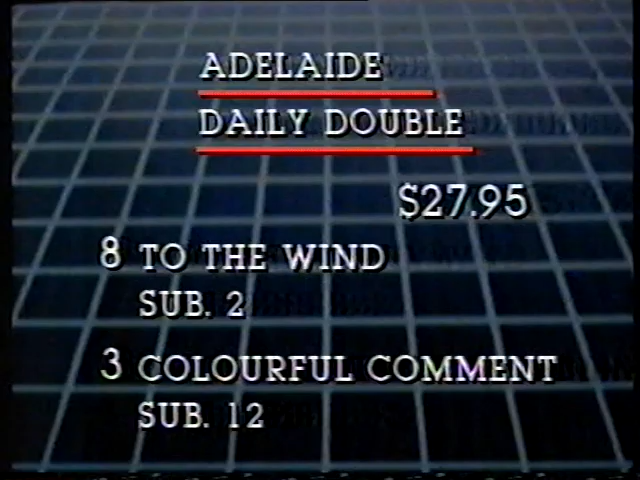 ADELAIDE
DAILY DOUBLE
$27.95
8 TO THE WIND
SUB. 2
3 COLOURFUL COMMENT
SUB. 12